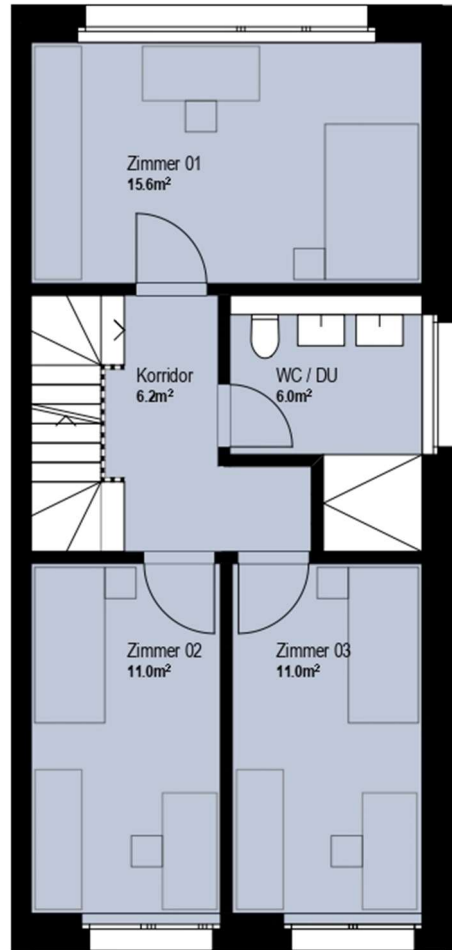 Zimmer 01
15.6m²
Korridor
6.2m²
WC / DU
6.0m²
Zimmer 02
11.0m²
Zimmer 03
11.0m²